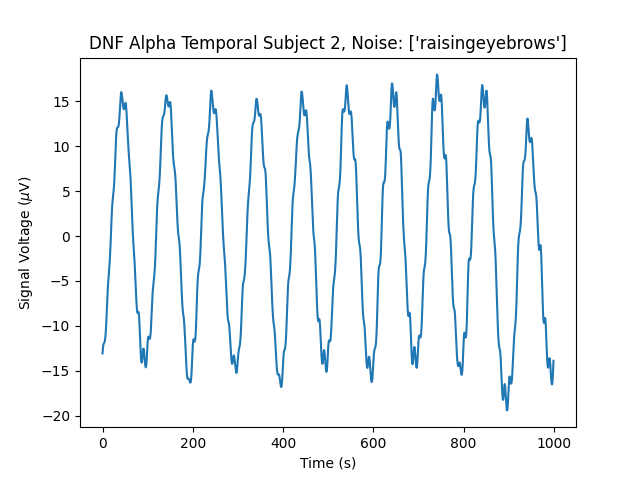 DNF Alpha Temporal Subject 2, Noise: ['raisingeyebrows']
Signal Voltage (μV)
15
10
5
0
−5
−10
−15
−20
0 200 400 600 800 1000
Time (s)